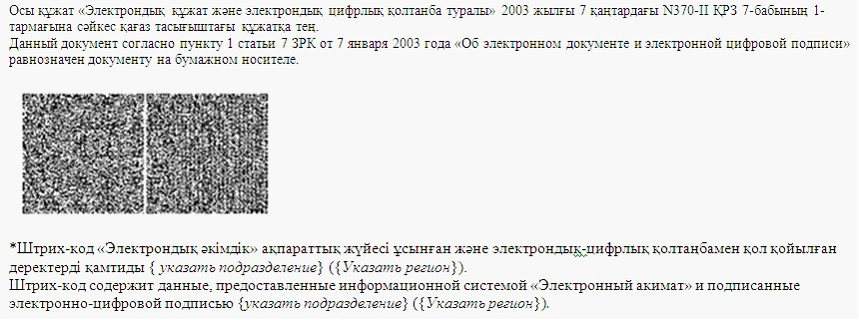 Осы құжат «Электрондық құжат және электрондық цифрлық қолтанба туралы» 2003 жылғы 7 қаңтардағы N370-II ҚРЗ 7-бабының 1-
тармағына сәйкес қағаз тасығыштағы құжатқа тең.
Данный документ согласно пункту 1 статьи 7 ЗРК от 7 января 2003 года «Об электронном документе и электронной цифровой подписи»
равнозначен документу на бумажном носителе.
*Штрих-код «Электрондық әкімдік» ақпараттық жүйесі ұсынған және электрондық-цифрлық қолтаңбамен қол қойылған
деректерді қамтиды { указать подразделение} ({Указать регион}).
Штрих-код содержит данные, предоставленные информационной системой «Электронный акимат» и подписанные
электронно-цифровой подписью {указать подразделение} ({Указать регион}).